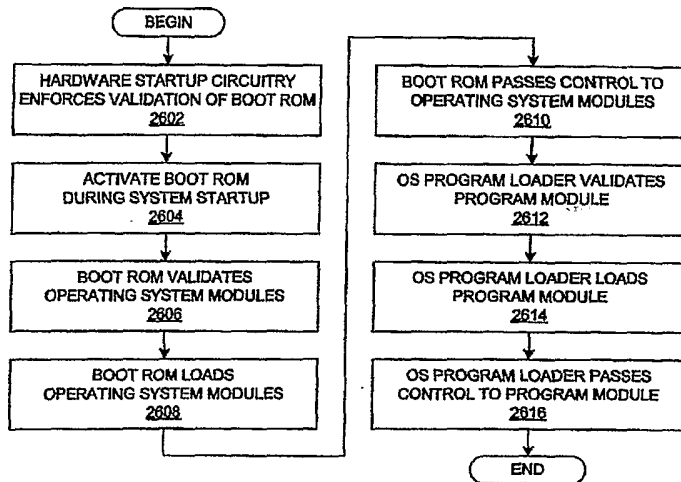 BEGIN
HARDWARE STARTUP CIRCUITRY
ENFORCES VALIDATION OF BOOT ROM
2602
ACTIVATE BOOT ROM
DURING SYSTEM STARTUP
2604
BOOT ROM VALIDATES
OPERATING SYSTEM MODULES
2606
BOOT ROM LOADS
OPERATING SYSTEM MODULES
2608
BOOT ROM PASSES CONTROL TO
OPERATING SYSTEM MODULES
2610
OS PROGRAM LOADER VALIDATES
PROGRAM MODULE
2612
OS PROGRAM LOADER LOADS
PROGRAM MODULE
2614
OS PROGRAM LOADER PASSES
CONTROL TO PROGRAM MODULE
2616
END